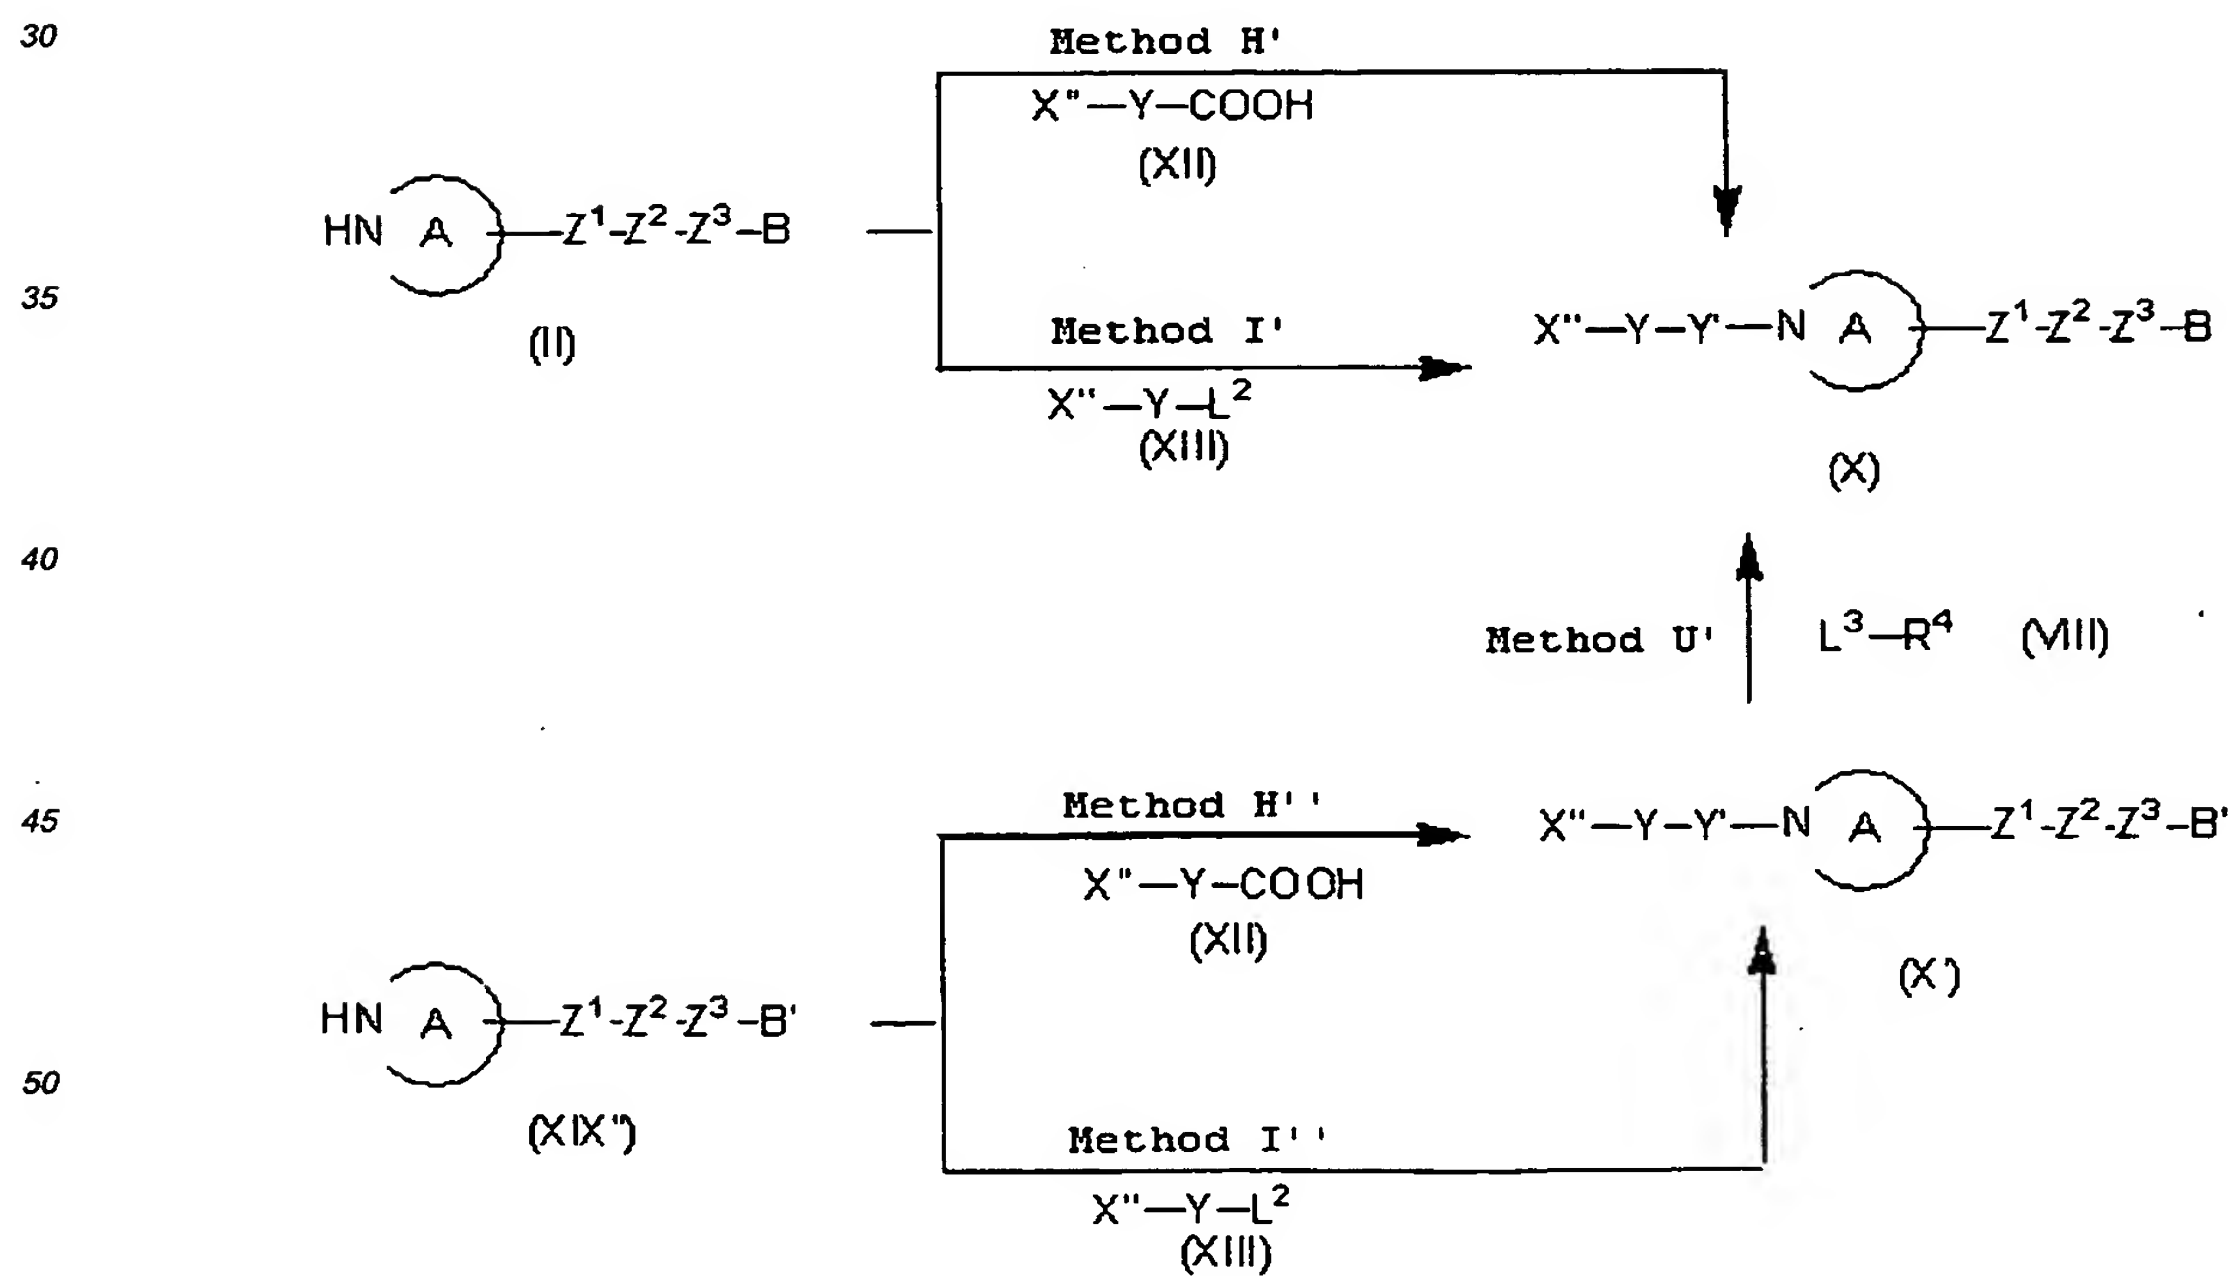 30
Method H'
X"—Y—COOH
(XII)
HN A —Z¹-Z²-Z³—B
35
(II)
Method I'
X"—Y—L²
(XIII)
X"—Y—Y'—N A —Z¹-Z²-Z³—B
(X)
40
Method U'
L³—R⁴ (VIII)
45
Method H''
X"—Y—COOH
(XII)
X"—Y—Y'—N A —Z¹-Z²-Z³—B'
(X')
HN A —Z¹-Z²-Z³—B'
50
(XIX")
Method I''
X"—Y—L²
(XIII)